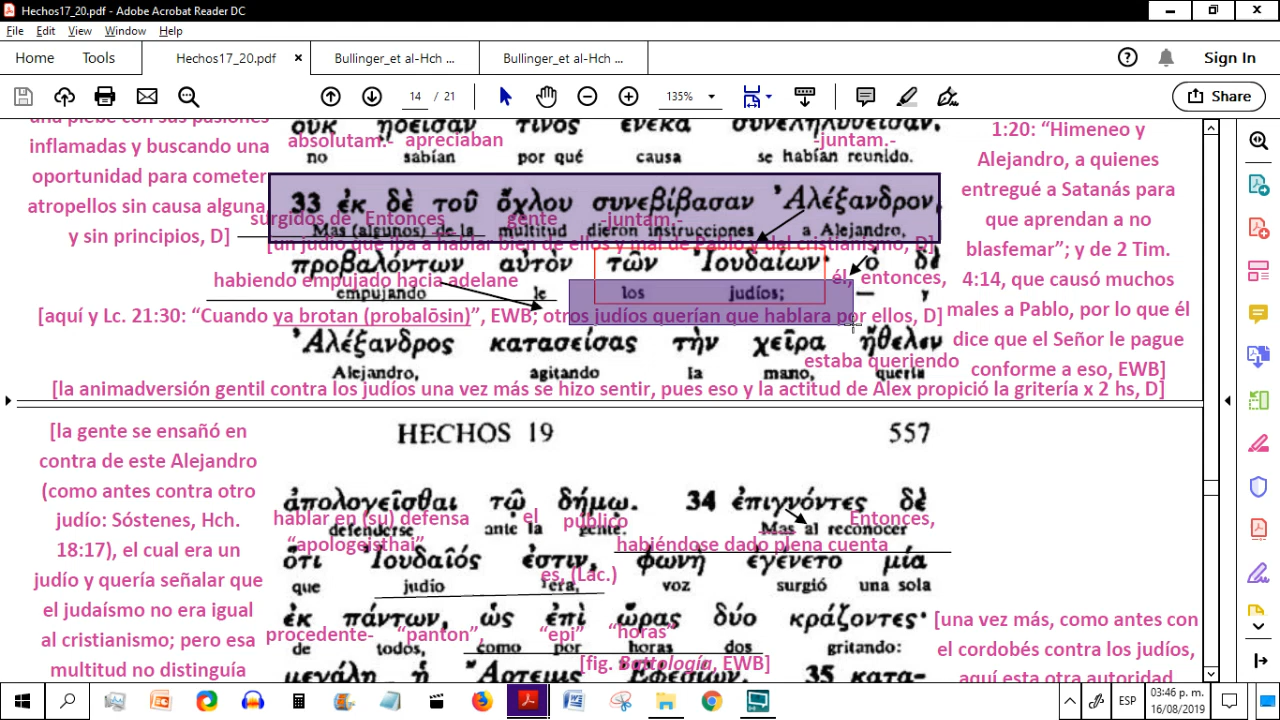 Hechos17_20.pdf - Adobe Acrobat Reader DC
File Edit View Window Help
Home Tools Hechos17_20.pdf × Bullinger_et al-Hch ... Bullinger_et al-Hch ... Sign In
14 / 21 135% Share
una plebe con sus pasiones
inflamadas y buscando una
oportunidad para cometer
atropellos sin causa alguna
y sin principios, D]
οὐκ ᾔδεισαν τίνος ἕνεκα συνεληλύθεισαν.
absolutam.- apreciaban -juntam.-
no sabían por qué causa se habían reunido.
33 ἐκ δὲ τοῦ ὄχλου συνεβίβασαν Ἀλέξανδρον,
surgidos de Entonces gente -juntam.-
Mas (algunos) de la multitud dieron instrucciones a Alejandro,
[un judío que iba a hablar bien de ellos y mal de Pablo y del cristianismo, D]
προβαλόντων αὐτὸν τῶν Ἰουδαίων· ὁ δὲ
habiendo empujado hacia adelane él, entonces,
empujando le los judíos; — y
[aquí y Lc. 21:30: “Cuando ya brotan (probalōsin)”, EWB; otros judíos querían que hablara por ellos, D]
Ἀλέξανδρος κατασείσας τὴν χεῖρα ἤθελεν
estaba queriendo
Alejandro, agitando la mano, quería
[la animadversión gentil contra los judíos una vez más se hizo sentir, pues eso y la actitud de Alex propició la gritería x 2 hs, D]
1:20: “Himeneo y
Alejandro, a quienes
entregué a Satanás para
que aprendan a no
blasfemar”; y de 2 Tim.
4:14, que causó muchos
males a Pablo, por lo que él
dice que el Señor le pague
conforme a eso, EWB]
HECHOS 19 557
[la gente se ensañó en
contra de este Alejandro
(como antes contra otro
judío: Sóstenes, Hch.
18:17), el cual era un
judío y quería señalar que
el judaísmo no era igual
al cristianismo; pero esa
multitud no distinguía
ἀπολογεῖσθαι τῷ δήμῳ. 34 ἐπιγνόντες δὲ
hablar en (su) defensa el público Entonces,
defenderse ante la gente. Mas al reconocer
“apologeisthai” habiéndose dado plena cuenta
ὅτι Ἰουδαῖός ἐστιν, φωνὴ ἐγένετο μία
es, (Lac.)
que judío era, voz surgió una sola
ἐκ πάντων, ὡς ἐπὶ ὥρας δύο κράζοντες·
procedente- “panton”, “epi” “horas”
de todos, como por horas dos gritando:
[fig. Battología, EWB]
μεγάλη ἡ Ἄρτεμις Ἐφεσίων. 35 κατα-
[una vez más, como antes con
el cordobés contra los judíos,
aquí esta otra autoridad
ESP 03:46 p. m.
16/08/2019